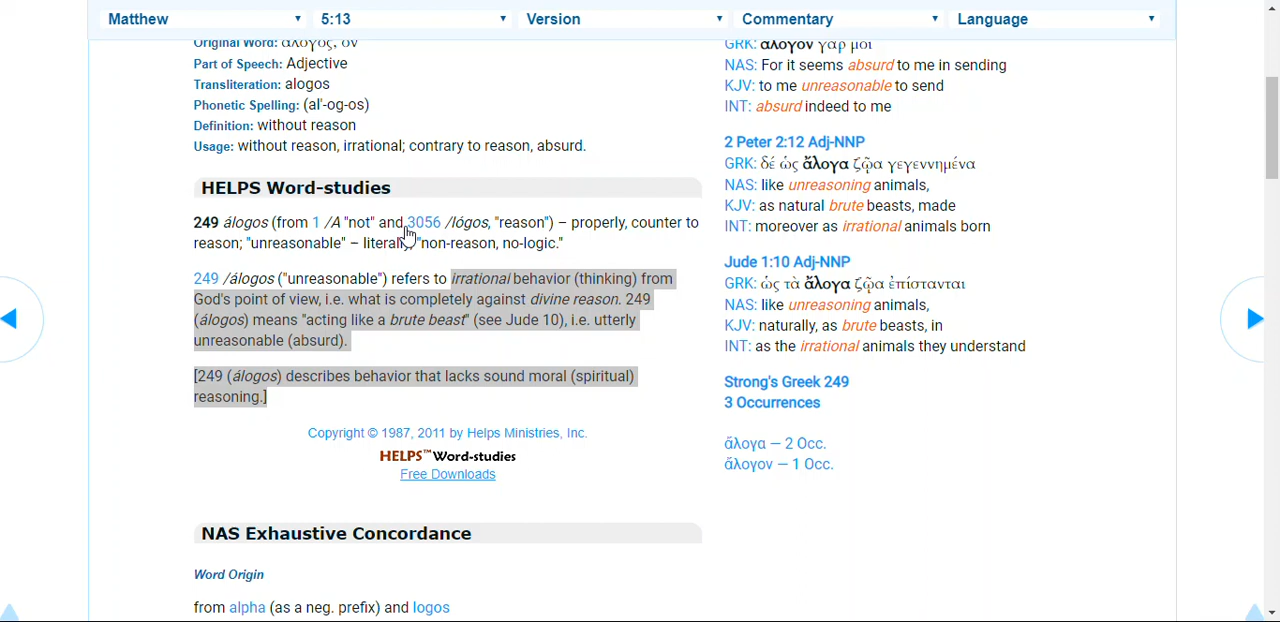 Matthew ▼ 5:13 ▼ Version ▼ Commentary ▼ Language ▼
Original Word: ἄλογος, ον
Part of Speech: Adjective
Transliteration: alogos
Phonetic Spelling: (al'-og-os)
Definition: without reason
Usage: without reason, irrational; contrary to reason, absurd.
HELPS Word-studies
249 álogos (from 1 /A "not" and 3056 /lógos, "reason") – properly, counter to
reason; "unreasonable" – literally, "non-reason, no-logic."
249 /álogos ("unreasonable") refers to irrational behavior (thinking) from
God's point of view, i.e. what is completely against divine reason. 249
(álogos) means "acting like a brute beast" (see Jude 10), i.e. utterly
unreasonable (absurd).
[249 (álogos) describes behavior that lacks sound moral (spiritual)
reasoning.]
Copyright © 1987, 2011 by Helps Ministries, Inc.
HELPS™Word-studies
Free Downloads
NAS Exhaustive Concordance
Word Origin
from alpha (as a neg. prefix) and logos
GRK: ἄλογον γάρ μοι
NAS: For it seems absurd to me in sending
KJV: to me unreasonable to send
INT: absurd indeed to me
2 Peter 2:12 Adj-NNP
GRK: δέ ὡς ἄλογα ζῷα γεγεννημένα
NAS: like unreasoning animals,
KJV: as natural brute beasts, made
INT: moreover as irrational animals born
Jude 1:10 Adj-NNP
GRK: ὡς τὰ ἄλογα ζῷα ἐπίστανται
NAS: like unreasoning animals,
KJV: naturally, as brute beasts, in
INT: as the irrational animals they understand
Strong's Greek 249
3 Occurrences
ἄλογα — 2 Occ.
ἄλογον — 1 Occ.